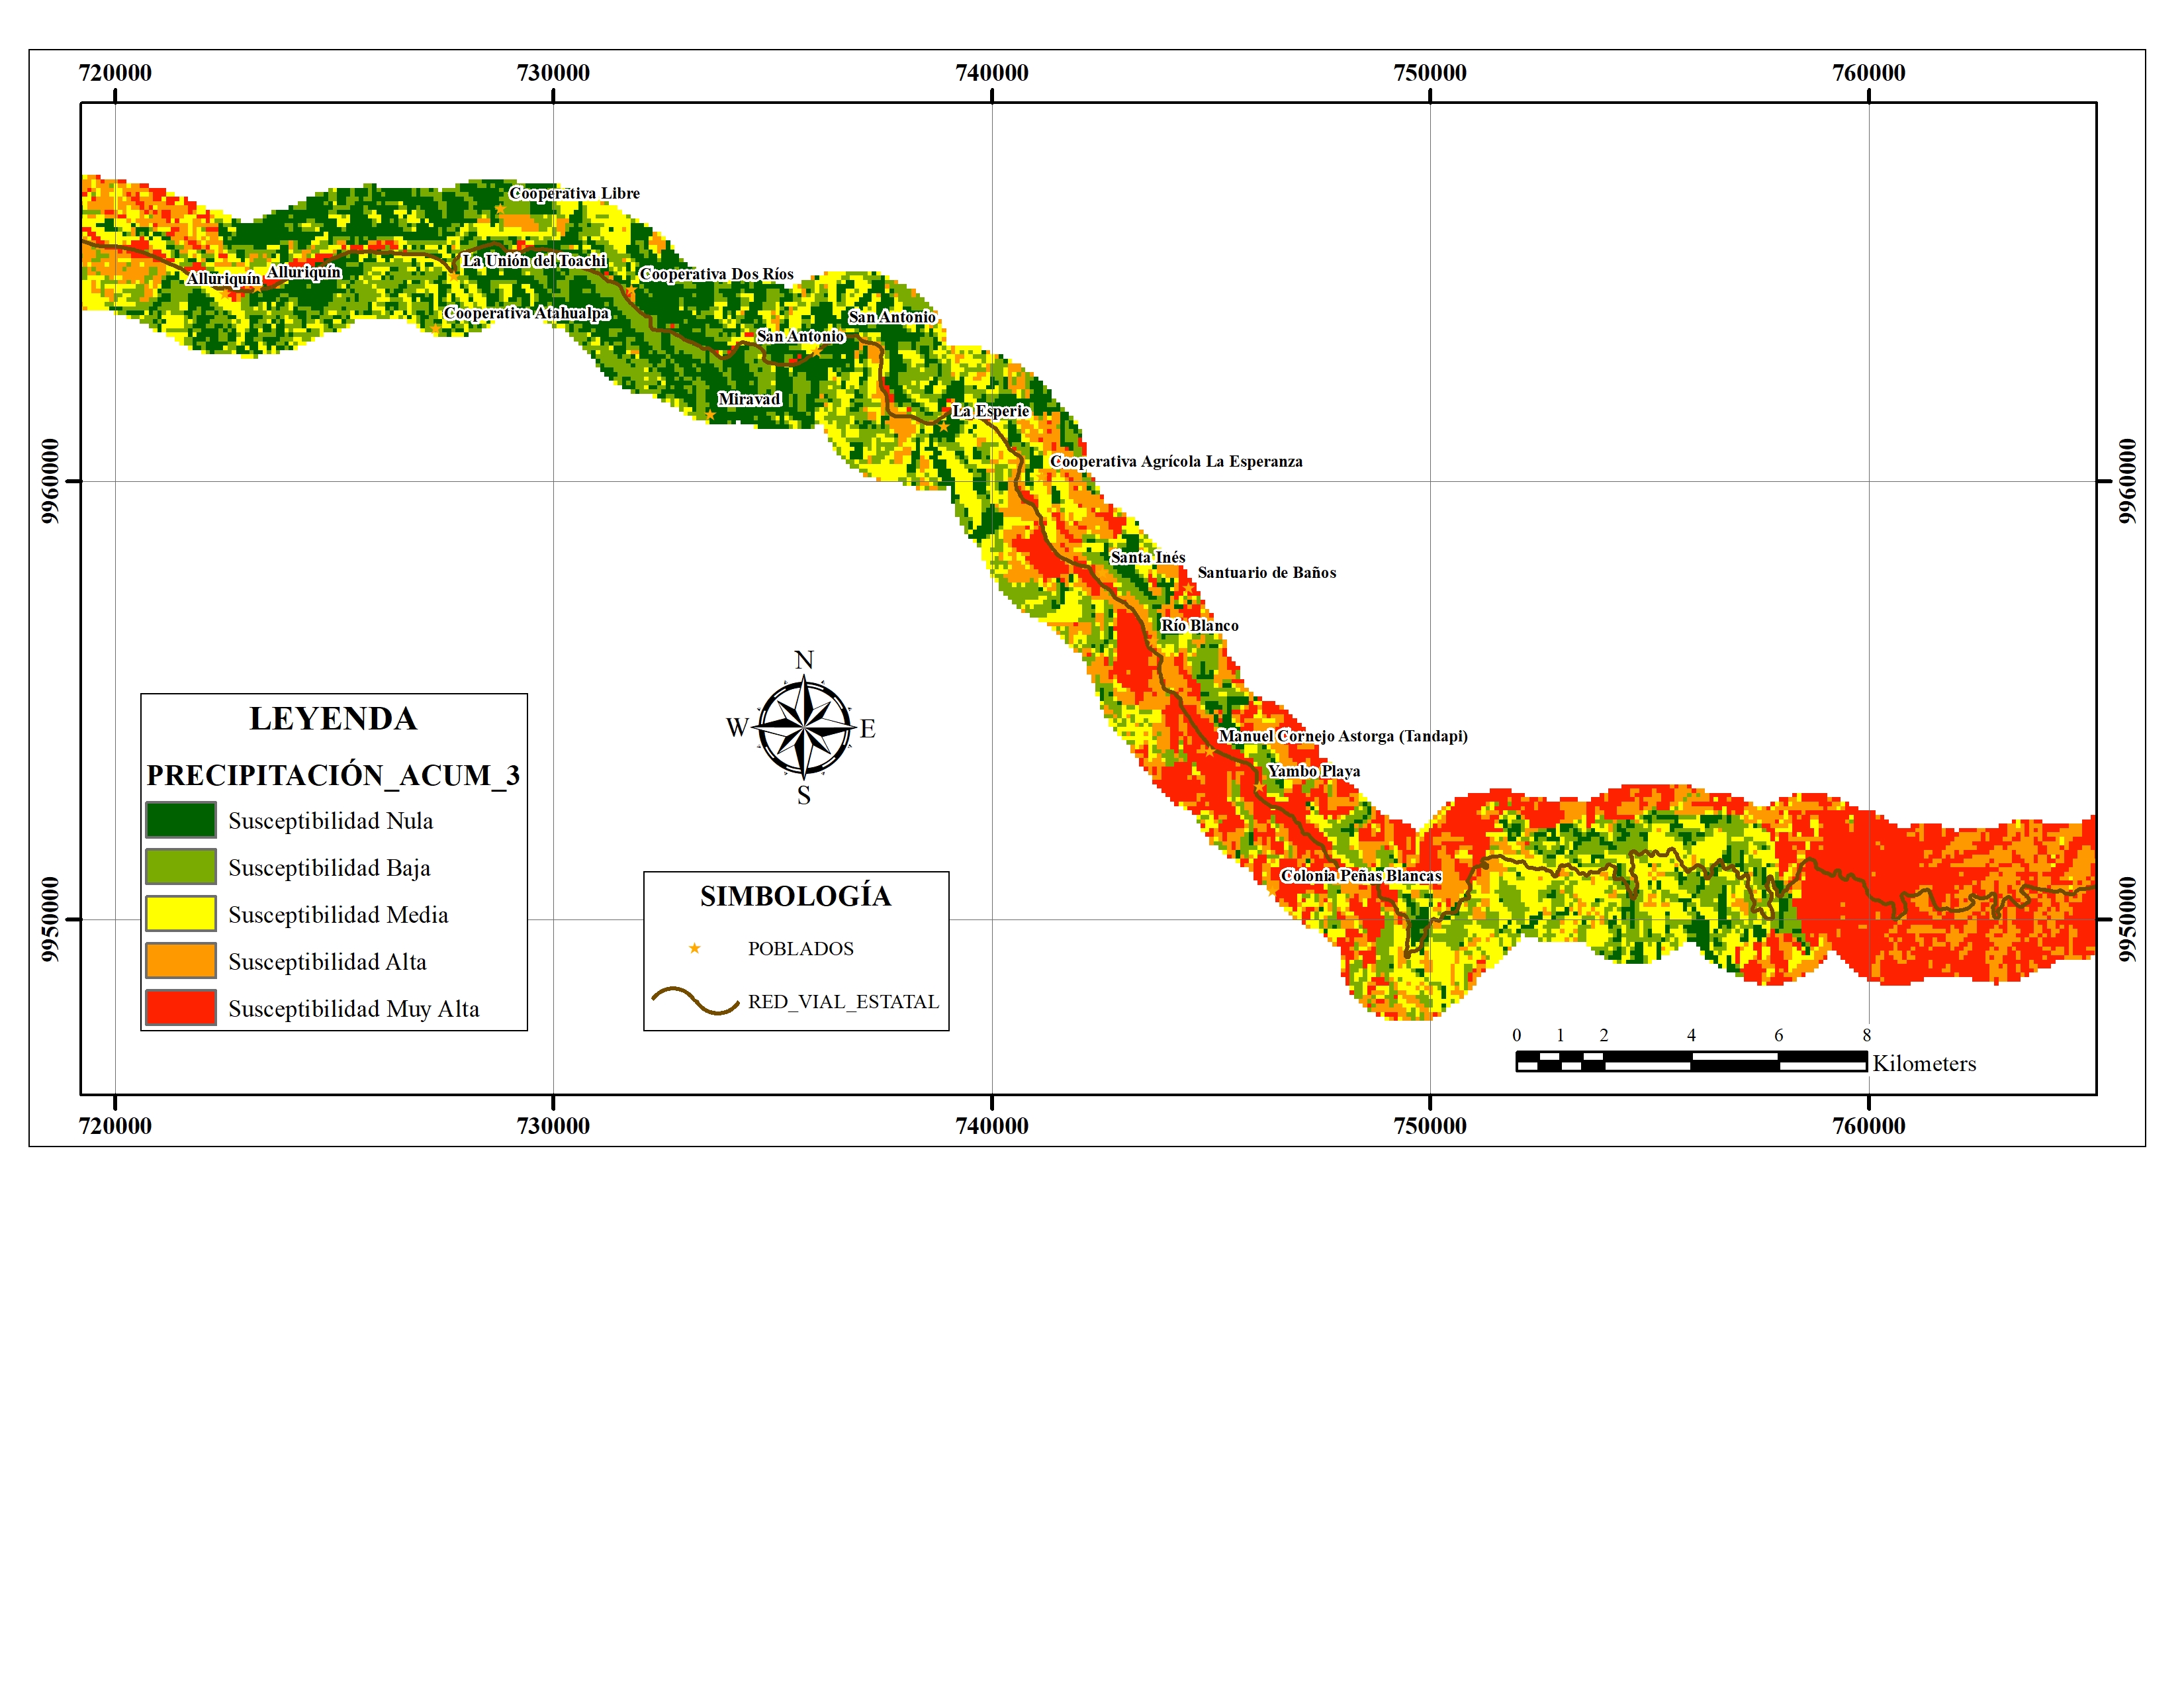 720000 730000 740000 750000 760000
Cooperativa Libre
La Unión del Toachi
Alluriquín
Alluriquín
Cooperativa Dos Ríos
Cooperativa Atahualpa
San Antonio
San Antonio
Miravad
La Esperie
Cooperativa Agrícola La Esperanza
9960000
9960000
Santa Inés
Santuario de Baños
Río Blanco
Manuel Cornejo Astorga (Tandapi)
Yambo Playa
Colonia Peñas Blancas
9950000
9950000
N
W
E
S
LEYENDA
PRECIPITACIÓN_ACUM_3
Susceptibilidad Nula
Susceptibilidad Baja
Susceptibilidad Media
Susceptibilidad Alta
Susceptibilidad Muy Alta
SIMBOLOGÍA
POBLADOS
RED_VIAL_ESTATAL
0 1 2 4 6 8
Kilometers
720000 730000 740000 750000 760000